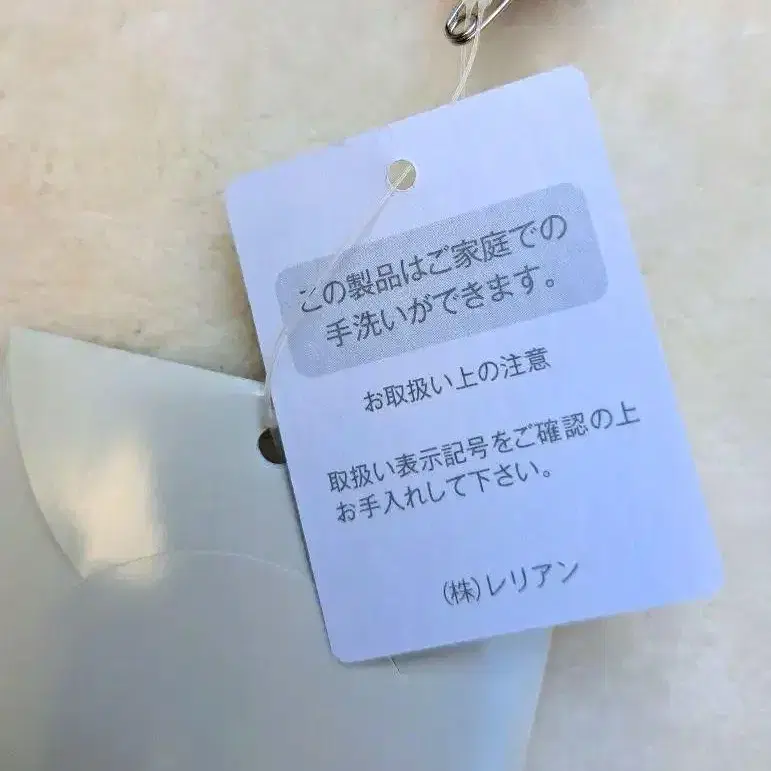 この製品はご家庭での
手洗いができます。
お取扱い上の注意
取扱い表示記号をご確認の上
お手入れして下さい。
(株)レリアン